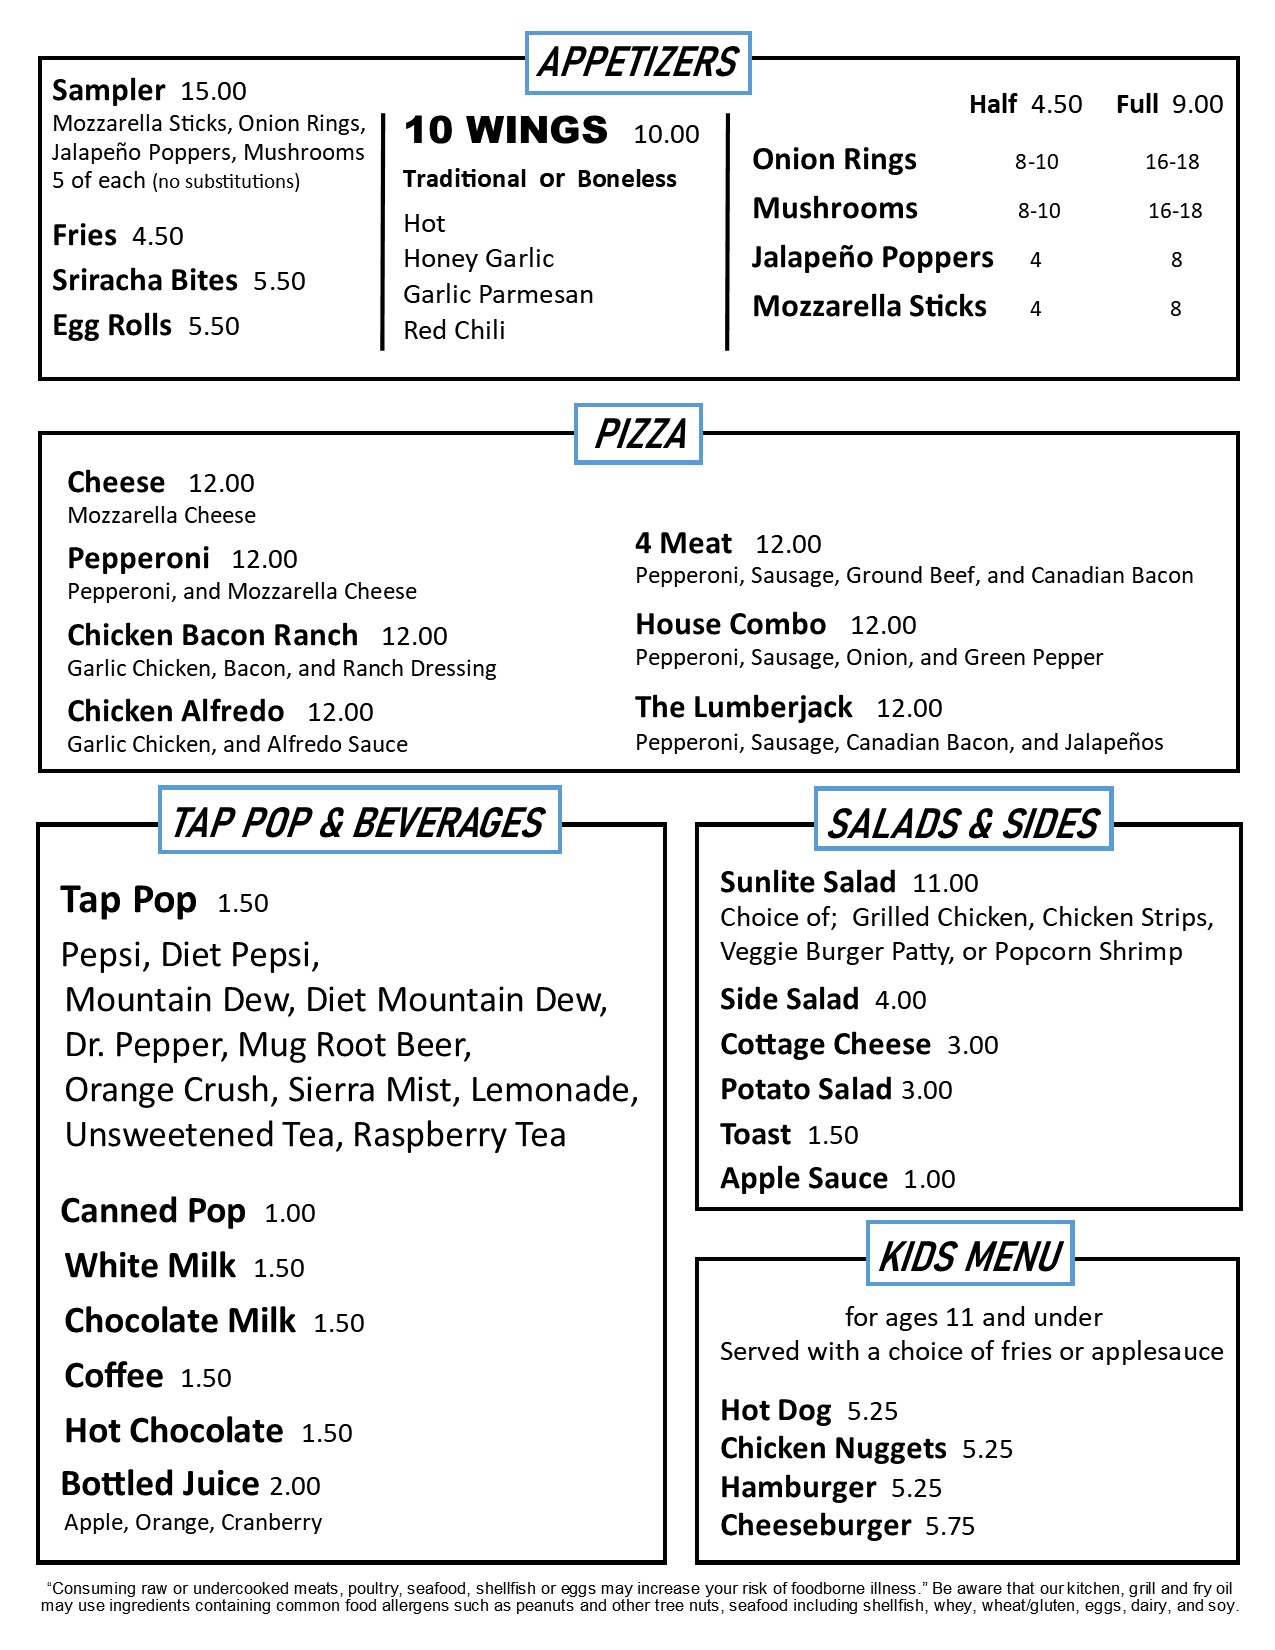 APPETIZERS
Sampler 15.00
Mozzarella Sticks, Onion Rings,
Jalapeño Poppers, Mushrooms
5 of each (no substitutions)
Fries 4.50
Sriracha Bites 5.50
Egg Rolls 5.50
10 WINGS 10.00
Traditional or Boneless
Hot
Honey Garlic
Garlic Parmesan
Red Chili
Half 4.50 Full 9.00
Onion Rings 8-10 16-18
Mushrooms 8-10 16-18
Jalapeño Poppers 4 8
Mozzarella Sticks 4 8
PIZZA
Cheese 12.00
Mozzarella Cheese
Pepperoni 12.00
Pepperoni, and Mozzarella Cheese
Chicken Bacon Ranch 12.00
Garlic Chicken, Bacon, and Ranch Dressing
Chicken Alfredo 12.00
Garlic Chicken, and Alfredo Sauce
4 Meat 12.00
Pepperoni, Sausage, Ground Beef, and Canadian Bacon
House Combo 12.00
Pepperoni, Sausage, Onion, and Green Pepper
The Lumberjack 12.00
Pepperoni, Sausage, Canadian Bacon, and Jalapeños
TAP POP & BEVERAGES
Tap Pop 1.50
Pepsi, Diet Pepsi,
Mountain Dew, Diet Mountain Dew,
Dr. Pepper, Mug Root Beer,
Orange Crush, Sierra Mist, Lemonade,
Unsweetened Tea, Raspberry Tea
Canned Pop 1.00
White Milk 1.50
Chocolate Milk 1.50
Coffee 1.50
Hot Chocolate 1.50
Bottled Juice 2.00
Apple, Orange, Cranberry
SALADS & SIDES
Sunlite Salad 11.00
Choice of; Grilled Chicken, Chicken Strips,
Veggie Burger Patty, or Popcorn Shrimp
Side Salad 4.00
Cottage Cheese 3.00
Potato Salad 3.00
Toast 1.50
Apple Sauce 1.00
KIDS MENU
for ages 11 and under
Served with a choice of fries or applesauce
Hot Dog 5.25
Chicken Nuggets 5.25
Hamburger 5.25
Cheeseburger 5.75
“Consuming raw or undercooked meats, poultry, seafood, shellfish or eggs may increase your risk of foodborne illness.” Be aware that our kitchen, grill and fry oil
may use ingredients containing common food allergens such as peanuts and other tree nuts, seafood including shellfish, whey, wheat/gluten, eggs, dairy, and soy.